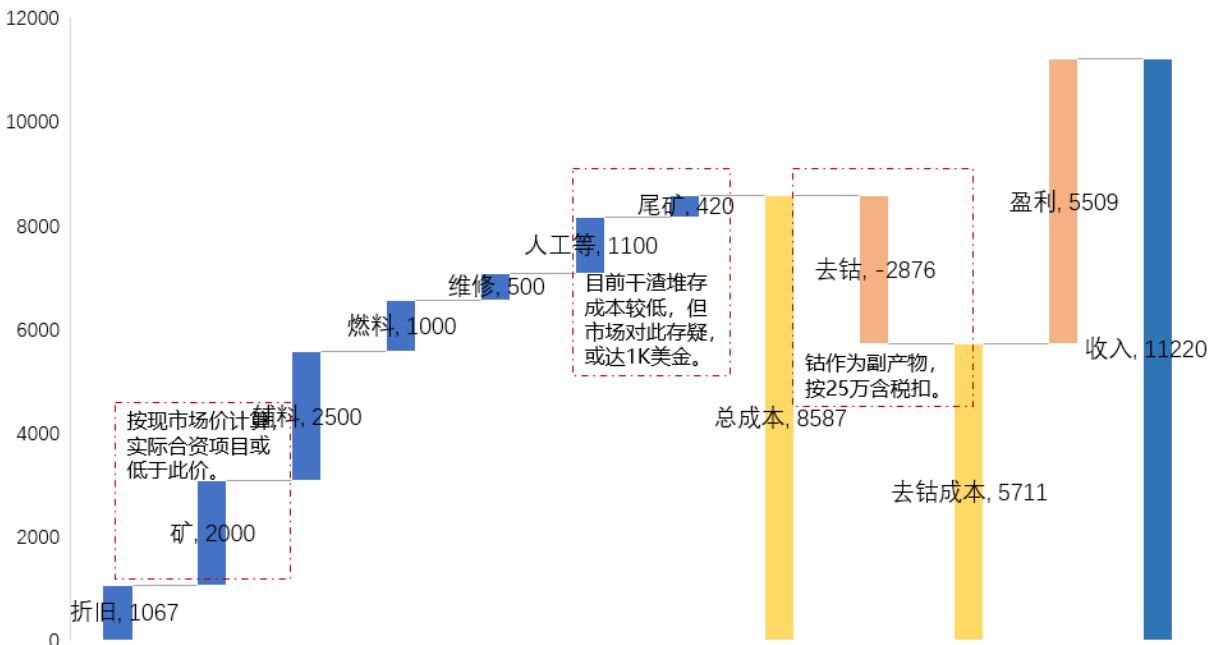 12000
10000
8000
6000
4000
2000
0
折旧, 1067
矿, 2000
按现市场价计算,
实际合资项目或
低于此价。
辅料, 2500
燃料, 1000
维修, 500
人工等, 1100
尾矿, 420
目前干渣堆存
成本较低，但
市场对此存疑，
或达1K美金。
总成本, 8587
去钴, -2876
钴作为副产物，
按25万含税扣。
去钴成本, 5711
盈利, 5509
收入, 11220